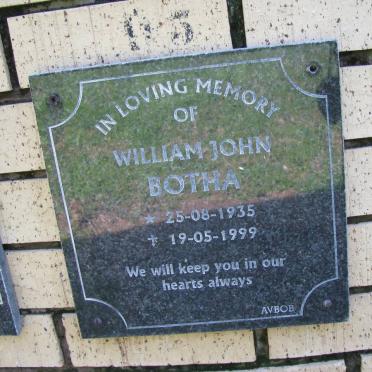 IN LOVING MEMORY
OF
WILLIAM JOHN
BOTHA
* 25-08-1935
✝ 19-05-1999
We will keep you in our
hearts always
AVBOB